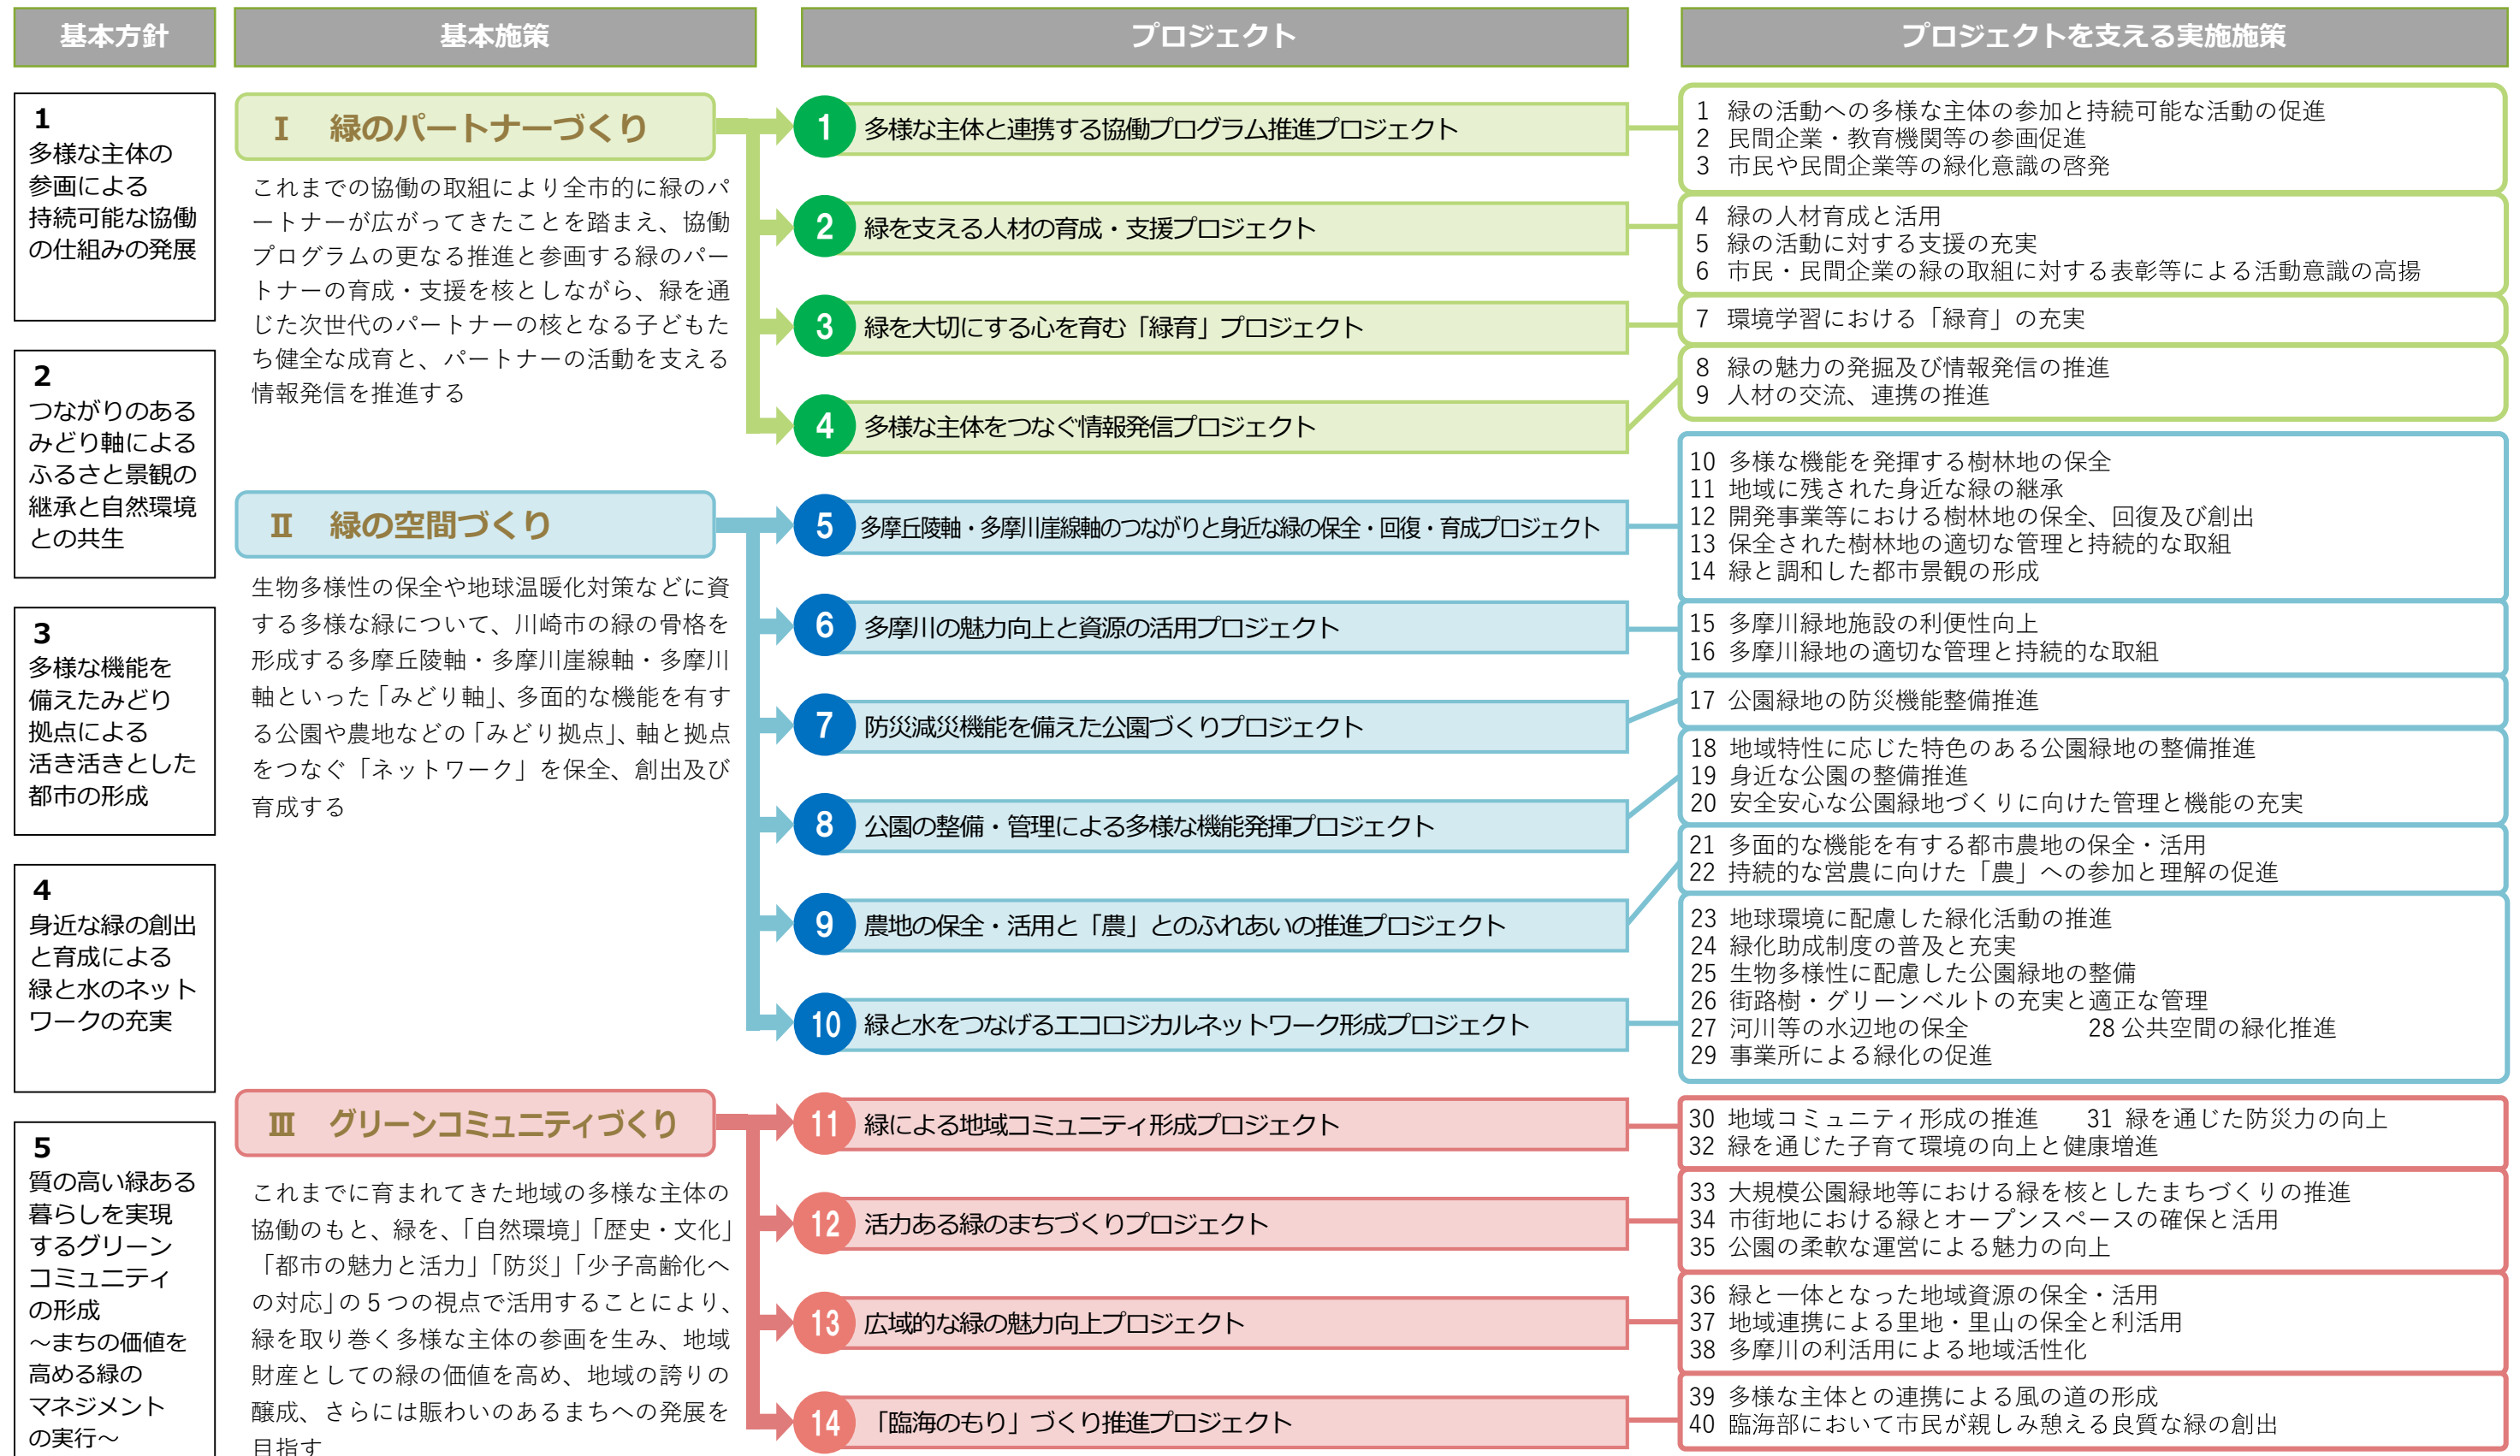 基本方針
基本施策
プロジェクト
プロジェクトを支える実施施策
1
多様な主体の
参画による
持続可能な協働
の仕組みの発展
2
つながりのある
みどり軸による
ふるさと景観の
継承と自然環境
との共生
3
多様な機能を
備えたみどり
拠点による
活き活きとした
都市の形成
4
身近な緑の創出
と育成による
緑と水のネット
ワークの充実
5
質の高い緑ある
暮らしを実現
するグリーン
コミュニティ
の形成
～まちの価値を
高める緑の
マネジメント
の実行～
Ⅰ 緑のパートナーづくり
これまでの協働の取組により全市的に緑のパ
ートナーが広がってきたことを踏まえ、協働
プログラムの更なる推進と参画する緑のパー
トナーの育成・支援を核としながら、緑を通
じた次世代のパートナーの核となる子どもた
ち健全な成育と、パートナーの活動を支える
情報発信を推進する
Ⅱ 緑の空間づくり
生物多様性の保全や地球温暖化対策などに資
する多様な緑について、川崎市の緑の骨格を
形成する多摩丘陵軸・多摩川崖線軸・多摩川
軸といった「みどり軸」、多面的な機能を有す
る公園や農地などの「みどり拠点」、軸と拠点
をつなぐ「ネットワーク」を保全、創出及び
育成する
Ⅲ グリーンコミュニティづくり
これまでに育まれてきた地域の多様な主体の
協働のもと、緑を、「自然環境」「歴史・文化」
「都市の魅力と活力」「防災」「少子高齢化へ
の対応」の5つの視点で活用することにより、
緑を取り巻く多様な主体の参画を生み、地域
財産としての緑の価値を高め、地域の誇りの
醸成、さらには賑わいのあるまちへの発展を
目指す
1 多様な主体と連携する協働プログラム推進プロジェクト
2 緑を支える人材の育成・支援プロジェクト
3 緑を大切にする心を育む「緑育」プロジェクト
4 多様な主体をつなぐ情報発信プロジェクト
5 多摩丘陵軸・多摩川崖線軸のつながりと身近な緑の保全・回復・育成プロジェクト
6 多摩川の魅力向上と資源の活用プロジェクト
7 防災減災機能を備えた公園づくりプロジェクト
8 公園の整備・管理による多様な機能発揮プロジェクト
9 農地の保全・活用と「農」とのふれあいの推進プロジェクト
10 緑と水をつなげるエコロジカルネットワーク形成プロジェクト
11 緑による地域コミュニティ形成プロジェクト
12 活力ある緑のまちづくりプロジェクト
13 広域的な緑の魅力向上プロジェクト
14 「臨海のもり」づくり推進プロジェクト
1 緑の活動への多様な主体の参加と持続可能な活動の促進
2 民間企業・教育機関等の参画促進
3 市民や民間企業等の緑化意識の啓発
4 緑の人材育成と活用
5 緑の活動に対する支援の充実
6 市民・民間企業の緑の取組に対する表彰等による活動意識の高揚
7 環境学習における「緑育」の充実
8 緑の魅力の発掘及び情報発信の推進
9 人材の交流、連携の推進
10 多様な機能を発揮する樹林地の保全
11 地域に残された身近な緑の継承
12 開発事業等における樹林地の保全、回復及び創出
13 保全された樹林地の適切な管理と持続的な取組
14 緑と調和した都市景観の形成
15 多摩川緑地施設の利便性向上
16 多摩川緑地の適切な管理と持続的な取組
17 公園緑地の防災機能整備推進
18 地域特性に応じた特色のある公園緑地の整備推進
19 身近な公園の整備推進
20 安全安心な公園緑地づくりに向けた管理と機能の充実
21 多面的な機能を有する都市農地の保全・活用
22 持続的な営農に向けた「農」への参加と理解の促進
23 地球環境に配慮した緑化活動の推進
24 緑化助成制度の普及と充実
25 生物多様性に配慮した公園緑地の整備
26 街路樹・グリーンベルトの充実と適正な管理
27 河川等の水辺地の保全 28 公共空間の緑化推進
29 事業所による緑化の促進
30 地域コミュニティ形成の推進 31 緑を通じた防災力の向上
32 緑を通じた子育て環境の向上と健康増進
33 大規模公園緑地等における緑を核としたまちづくりの推進
34 市街地における緑とオープンスペースの確保と活用
35 公園の柔軟な運営による魅力の向上
36 緑と一体となった地域資源の保全・活用
37 地域連携による里地・里山の保全と利活用
38 多摩川の利活用による地域活性化
39 多様な主体との連携による風の道の形成
40 臨海部において市民が親しみ憩える良質な緑の創出